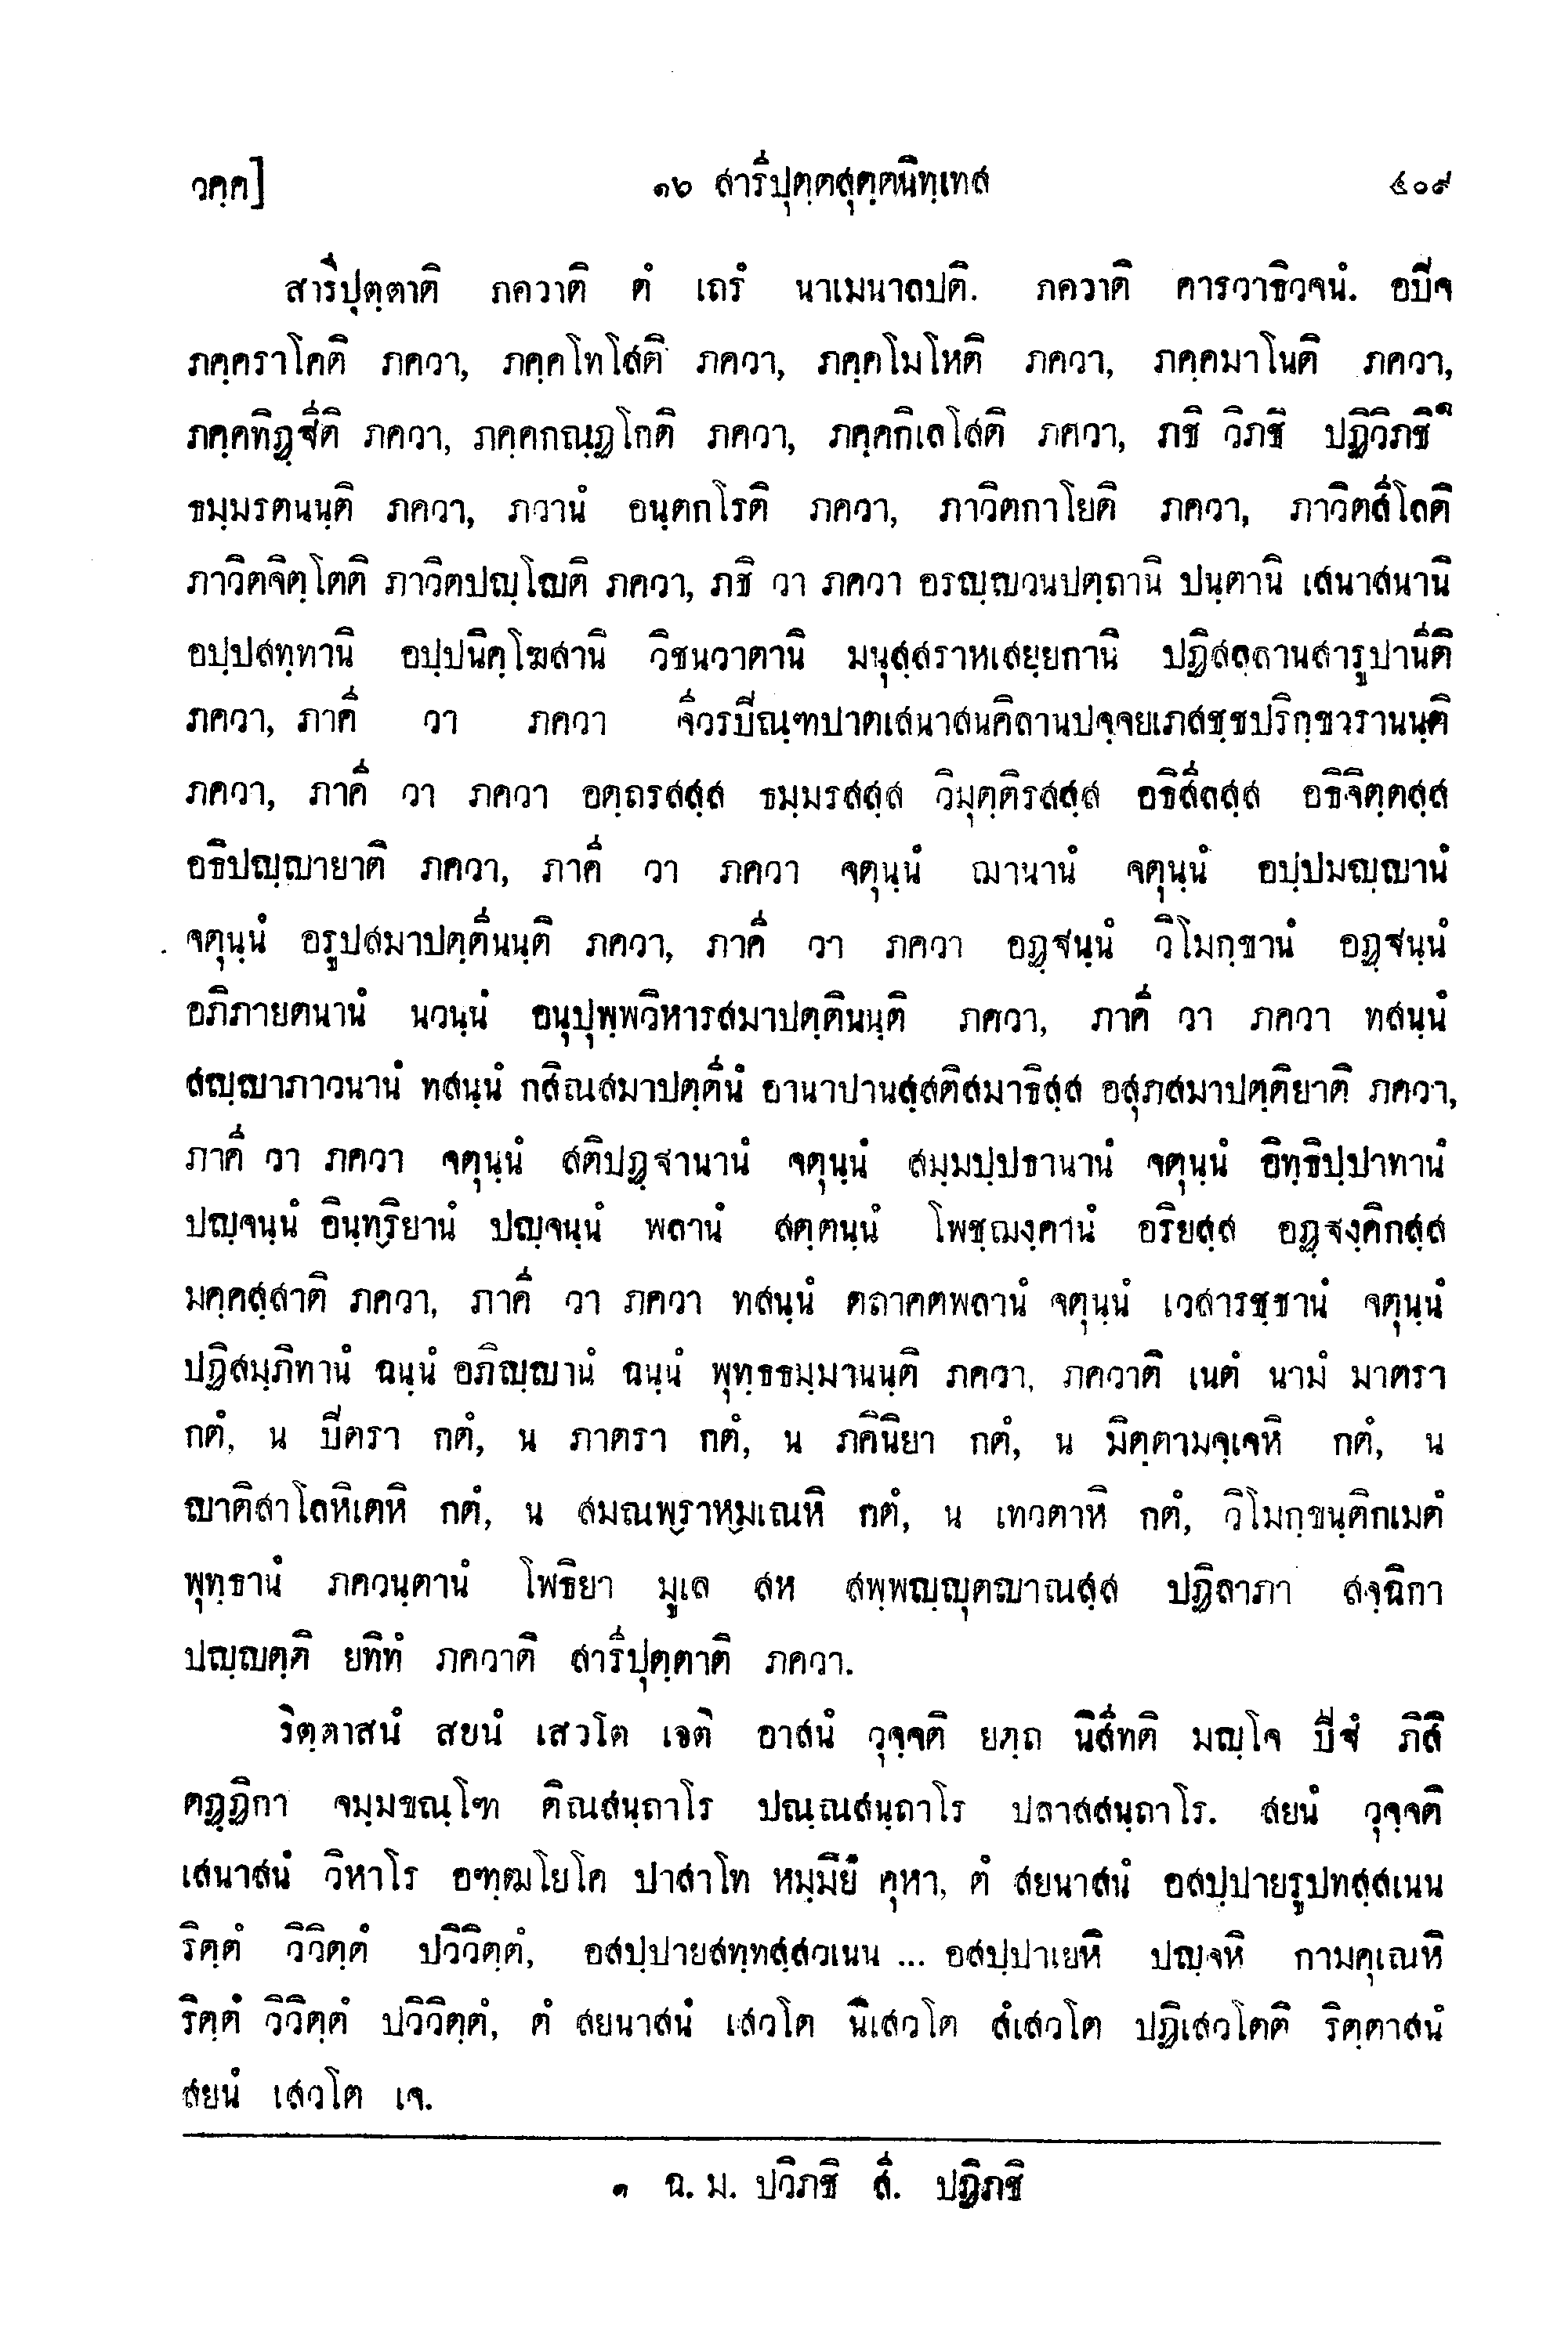 วคฺค] ๑๖ สารีปุตฺตสุตฺตนิทฺเทส ๕๐๙
สารีปุตฺตาติ ภควาติ ตํ เถรํ นาเมนาลปติ. ภควาติ คารวาธิวจนํ. อปิจ
ภคฺคราโคติ ภควา, ภคฺคโทโสติ ภควา, ภคฺคโมโหติ ภควา, ภคฺคมาโนติ ภควา,
ภคฺคทิฏฺฐีติ ภควา, ภคฺคกณฺฏโกติ ภควา, ภคฺคกิเลโสติ ภควา, ภชิ วิภชิ ปฏิวิภชิ๑
ธมฺมรตนนฺติ ภควา, ภวานํ อนฺตกโรติ ภควา, ภาวิตกาโยติ ภควา, ภาวิตสีโลติ
ภาวิตจิตฺโตติ ภาวิตปญฺโญติ ภควา, ภชิ วา ภควา อรญฺญวนปตฺถานิ ปนฺตานิ เสนาสนานิ
อปฺปสทฺทานิ อปฺปนิคฺโฆสานิ วิชนวาตานิ มนุสฺสราหเสยฺยกานิ ปฏิสลฺลานสารูปานีติ
ภควา, ภาคี วา ภควา จีวรปิณฺฑปาตเสนาสนคิลานปจฺจยเภสชฺชปริกฺขารานนฺติ
ภควา, ภาคี วา ภควา อตฺถรสสฺส ธมฺมรสสฺส วิมุตฺติรสสฺส อธิสีลสฺส อธิจิตฺตสฺส
อธิปญฺญายาติ ภควา, ภาคี วา ภควา จตุนฺนํ ฌานานํ จตุนฺนํ อปฺปมญฺญานํ
จตุนฺนํ อรูปสมาปตฺตีนนฺติ ภควา, ภาคี วา ภควา อฏฺฐนฺนํ วิโมกฺขานํ อฏฺฐนฺนํ
อภิภายตนานํ นวนฺนํ อนุปุพฺพวิหารสมาปตฺตินนฺติ ภควา, ภาคี วา ภควา ทสนฺนํ
สญฺญาภาวนานํ ทสนฺนํ กสิณสมาปตฺตีนํ อานาปานสฺสติสมาธิสฺส อสุภสมาปตฺติยาติ ภควา,
ภาคี วา ภควา จตุนฺนํ สติปฏฺฐานานํ จตุนฺนํ สมฺมปฺปธานานํ จตุนฺนํ อิทฺธิปฺปาทานํ
ปญฺจนฺนํ อินฺทฺริยานํ ปญฺจนฺนํ พลานํ สตฺตนฺนํ โพชฺฌงฺคานํ อริยสฺส อฏฺฐงฺคิกสฺส
มคฺคสฺสาติ ภควา, ภาคี วา ภควา ทสนฺนํ ตถาคตพลานํ จตุนฺนํ เวสารชฺชานํ จตุนฺนํ
ปฏิสมฺภิทานํ ฉนฺนํ อภิญฺญานํ ฉนฺนํ พุทฺธธมฺมานนฺติ ภควา, ภควาติ เนตํ นามํ มาตรา
กตํ, น ปิตรา กตํ, น ภาตรา กตํ, น ภคินิยา กตํ, น มิตฺตามจฺเจหิ กตํ, น
ญาติสาโลหิเตหิ กตํ, น สมณพฺราหฺมเณหิ กตํ, น เทวตาหิ กตํ, วิโมกฺขนฺติกเมตํ
พุทฺธานํ ภควนฺตานํ โพธิยา มูเล สห สพฺพญฺญุตญาณสฺส ปฏิลาภา สจฺฉิกา
ปญฺญตฺติ ยทิทํ ภควาติ สารีปุตฺตาติ ภควา.
ริตฺตาสนํ สยนํ เสวโต เจติ อาสนํ วุจฺจติ ยตฺถ นิสีทติ มญฺโจ ปีฐํ ภิสิ
ตฏฺฏิกา จมฺมขณฺโฑ ติณสนฺถาโร ปณฺณสนฺถาโร ปลาสสนฺถาโร. สยนํ วุจฺจติ
เสนาสนํ วิหาโร อฑฺฒโยโค ปาสาโท หมฺมิยํ คุหา, ตํ สยนาสนํ อสปฺปายรูปทสฺสเนน
ริตฺตํ วิวิตฺตํ ปวิวิตฺตํ, อสปฺปายสทฺทสฺสวเนน ... อสปฺปาเยหิ ปญฺจหิ กามคุเณหิ
ริตฺตํ วิวิตฺตํ ปวิวิตฺตํ, ตํ สยนาสนํ เสวโต นิเสวโต สํเสวโต ปฏิเสวโตติ ริตฺตาสนํ
สยนํ เสวโต เจ.
๑ ฉ. ม. ปวิภชิ สี. ปฏิภชิ